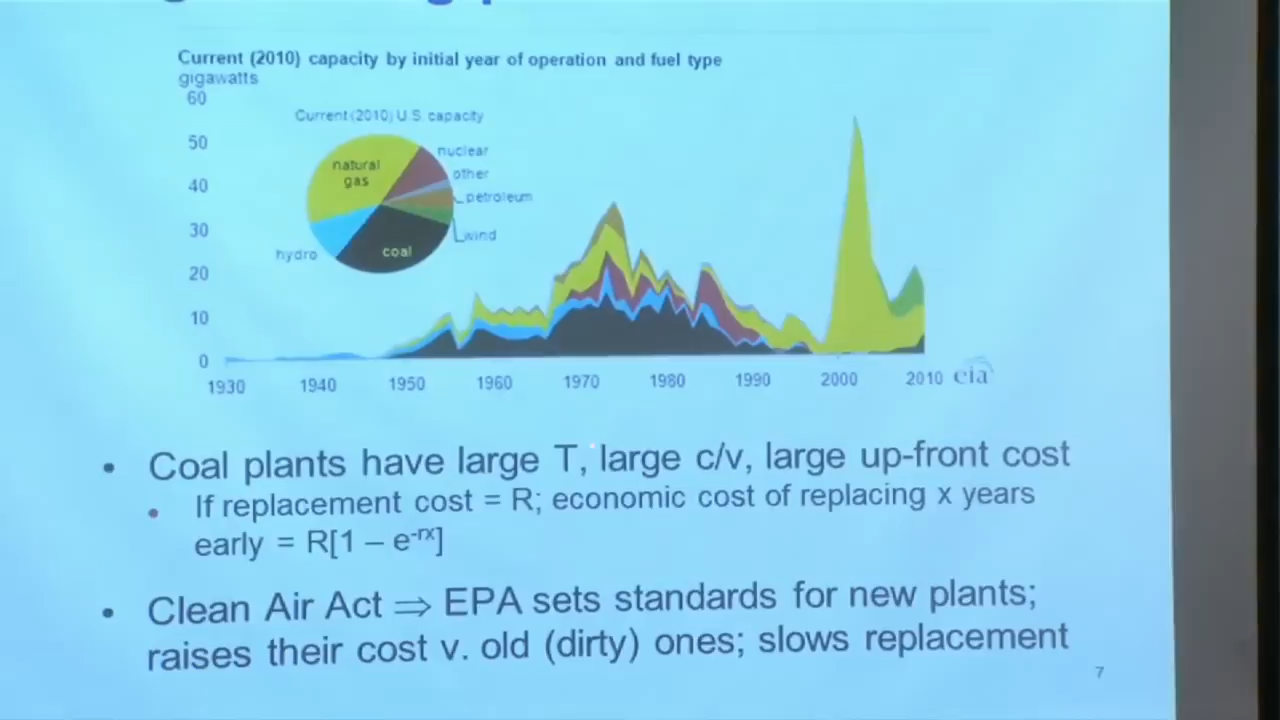 Current (2010) capacity by initial year of operation and fuel type
gigawatts
60
50
40
30
20
10
0
Current (2010) U.S. capacity
natural
gas
nuclear
other
petroleum
wind
coal
hydro
1930 1940 1950 1960 1970 1980 1990 2000 2010 eia
• Coal plants have large T, large c/v, large up-front cost
• If replacement cost = R; economic cost of replacing x years
early = R[1 – e-rx]
• Clean Air Act ⇒ EPA sets standards for new plants;
raises their cost v. old (dirty) ones; slows replacement
7